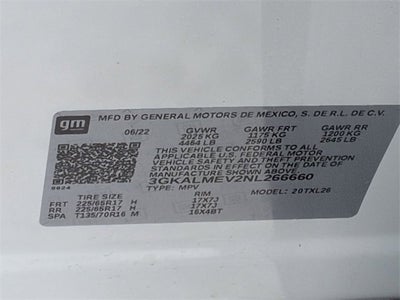 gm
MFD BY GENERAL MOTORS DE MEXICO, S. DE R.L. DE C.V.
06/22 GVWR GAWR FRT GAWR RR
2025 KG 1175 KG 1200 KG
4464 LB 2590 LB 2645 LB
THIS VEHICLE CONFORMS TO ALL
APPLICABLE U.S. FEDERAL MOTOR
VEHICLE SAFETY AND THEFT PREVENTION
STANDARDS IN EFFECT ON THE DATE OF
MANUFACTURE SHOWN ABOVE.
3GKALMEV2NL266660
9624 TYPE: MPV MODEL: 20TXL26
TIRE SIZE RIM
FRT 225/65R17 H 17X7J
RR 225/65R17 H 17X7J
SPA T135/70R16 M 16X4BT